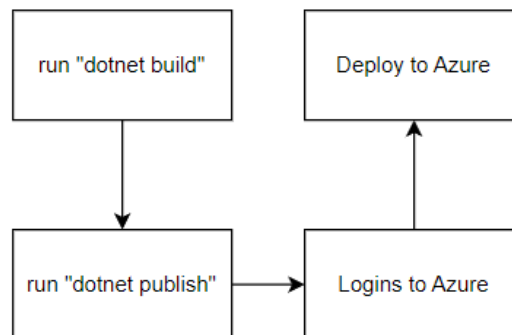 run "dotnet build"
Deploy to Azure
run "dotnet publish"
Logins to Azure